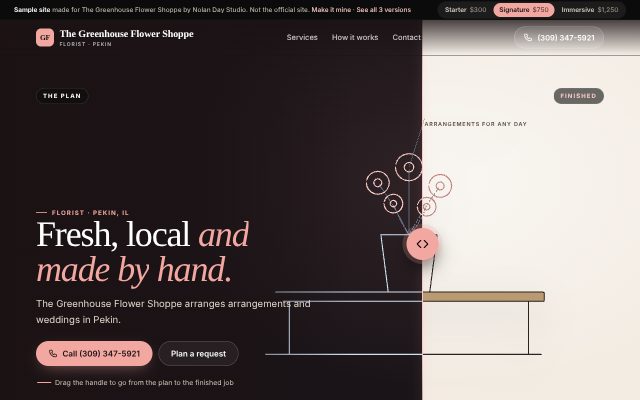 Sample site made for The Greenhouse Flower Shoppe by Nolan Day Studio. Not the official site. Make it mine · See all 3 versions
Starter $300 Signature $750 Immersive $1,250
GF The Greenhouse Flower Shoppe
FLORIST · PEKIN
Services How it works Contact
(309) 347-5921
THE PLAN
FINISHED
ARRANGEMENTS FOR ANY DAY
FLORIST · PEKIN, IL
Fresh, local and
made by hand.
The Greenhouse Flower Shoppe arranges arrangements and
weddings in Pekin.
Call (309) 347-5921 Plan a request
Drag the handle to go from the plan to the finished job